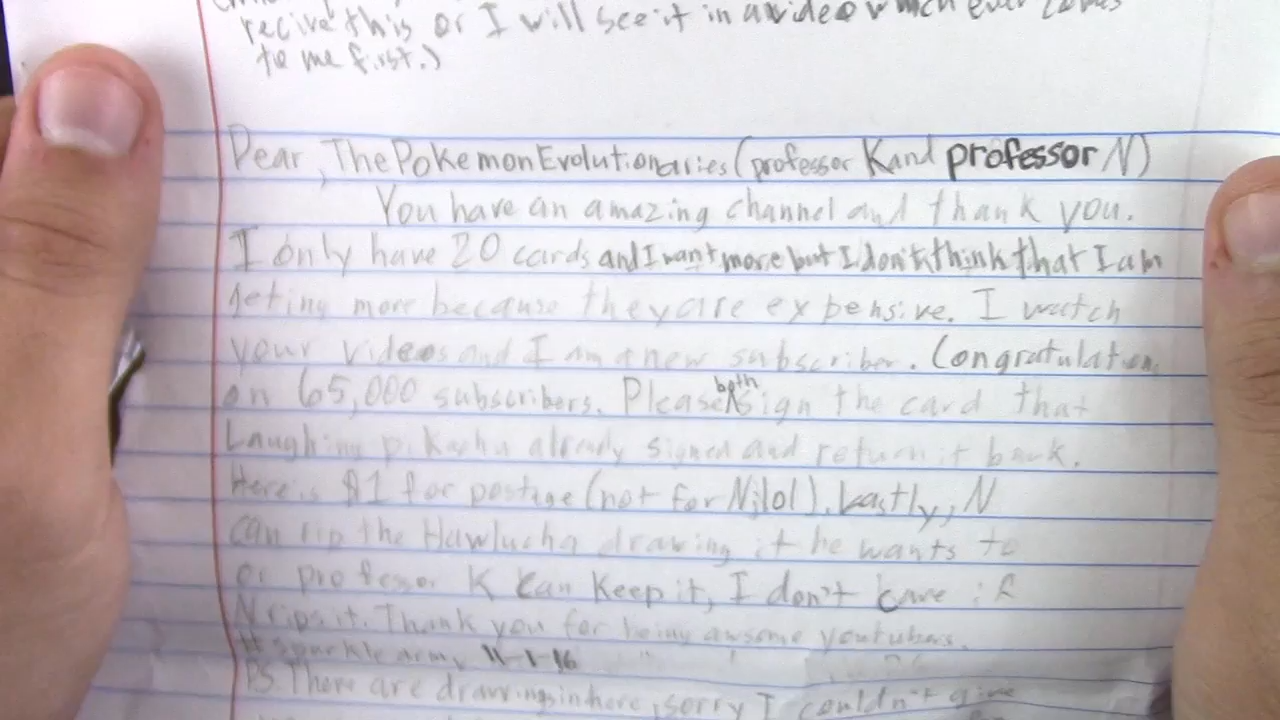 recive this or I will see it in a video which ever comes
to me first.)
Dear, The Pokemon Evolutionaries (professor K and professor N)
You have an amazing channel and thank you.
I only have 20 cards and I want more but I don't think that I am
geting more because they are expensive. I watch
your videos and I am a new subscriber. Congratulation
on 65,000 subscribers. Please both sign the card that
Laughing pikachu already signed and return it back.
Here is $1 for postage (not for N; lol). Lastly, N
can rip the Hawlucha drawing if he wants to
or professor K can keep it, I don't care if
N rips it. Thank you for being awsome youtubers.
# Sparkle army 11-1-16
PS. There are drawings in here, sorry I couldn't give